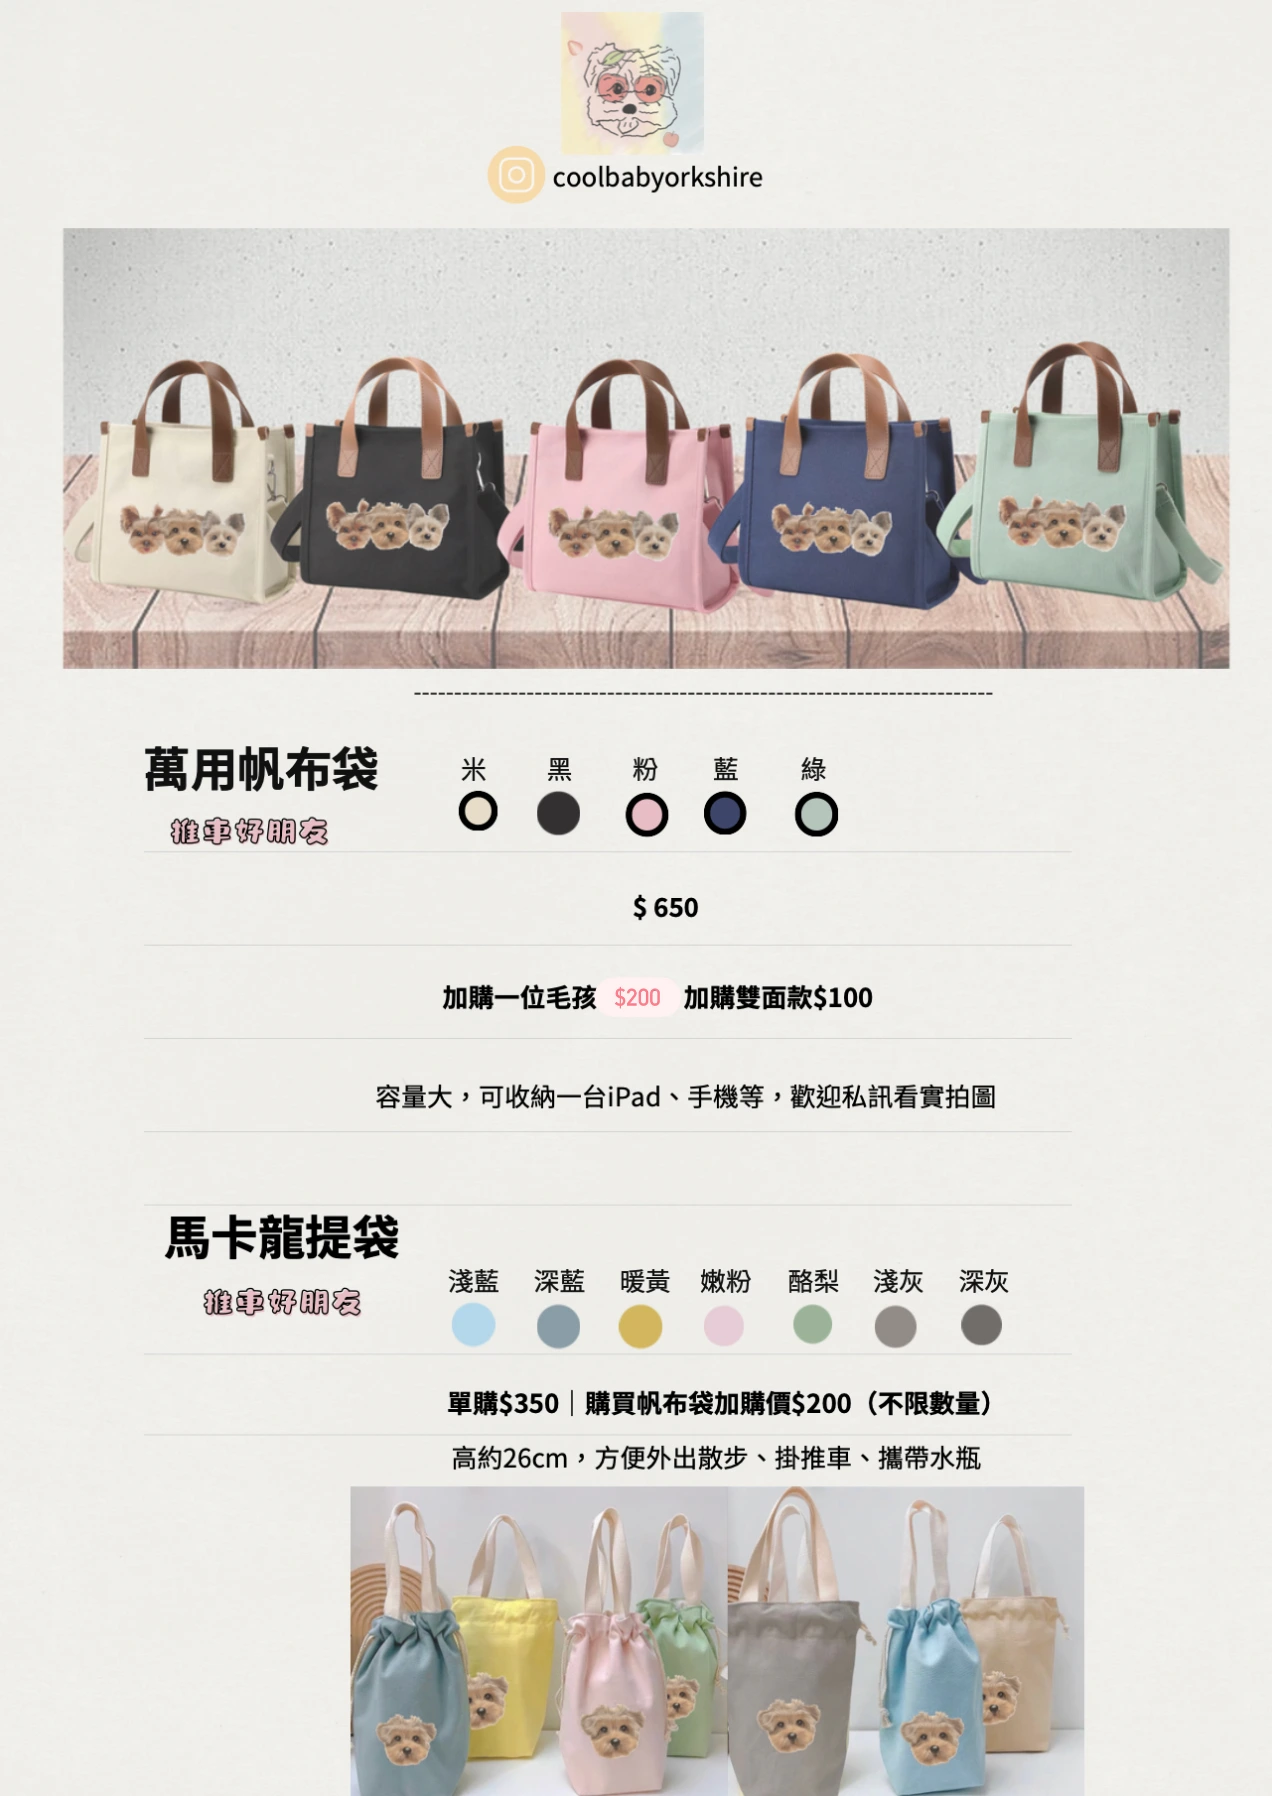 coolbabyorkshire
-----------------------------------------------------------------------
萬用帆布袋
米 黑 粉 藍 綠
推車好朋友
$ 650
加購一位毛孩 $200 加購雙面款$100
容量大，可收納一台iPad、手機等，歡迎私訊看實拍圖
馬卡龍提袋
淺藍 深藍 暖黃 嫩粉 酪梨 淺灰 深灰
推車好朋友
單購$350｜購買帆布袋加購價$200（不限數量）
高約26cm，方便外出散步、掛推車、攜帶水瓶